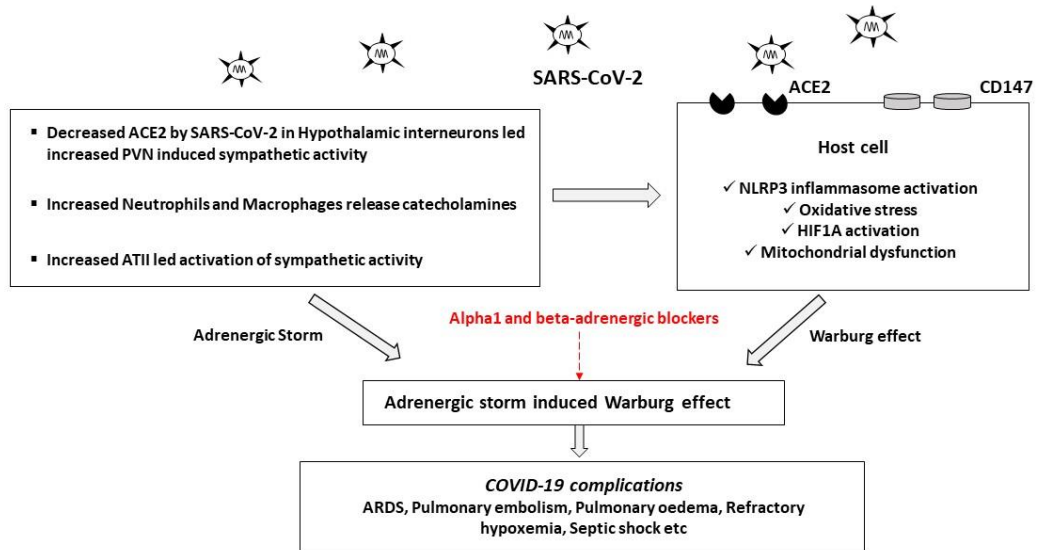 SARS-CoV-2
ACE2
CD147
▪ Decreased ACE2 by SARS-CoV-2 in Hypothalamic interneurons led
increased PVN induced sympathetic activity
▪ Increased Neutrophils and Macrophages release catecholamines
▪ Increased ATII led activation of sympathetic activity
Host cell
✓ NLRP3 inflammasome activation
✓ Oxidative stress
✓ HIF1A activation
✓ Mitochondrial dysfunction
Adrenergic Storm
Alpha1 and beta-adrenergic blockers
Warburg effect
Adrenergic storm induced Warburg effect
COVID-19 complications
ARDS, Pulmonary embolism, Pulmonary oedema, Refractory
hypoxemia, Septic shock etc